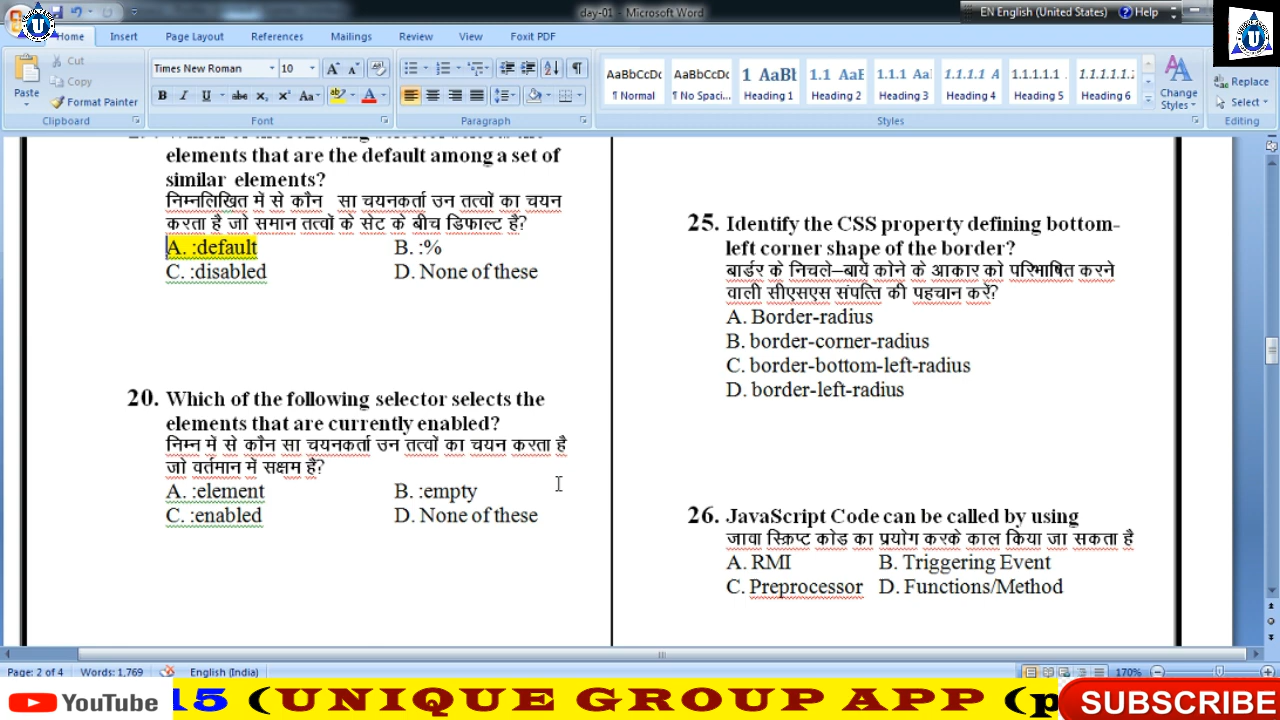 day-01 - Microsoft Word
EN English (United States)
Help
Home Insert Page Layout References Mailings Review View Foxit PDF
Paste
Cut
Copy
Format Painter
Clipboard
Times New Roman 10
Font
Paragraph
AaBbCcDc AaBbCcDc 1 AaBb 1.1 AaB 1.1.1 Aa 1.1.1.1 A 1.1.1.1.1 1.1.1.1.1.
¶ Normal ¶ No Spaci... Heading 1 Heading 2 Heading 3 Heading 4 Heading 5 Heading 6
Change Styles
Styles
Replace
Select
Editing
Which of the following selector selects the
elements that are the default among a set of
similar elements?
निम्नलिखित में से कौन सा चयनकर्ता उन तत्वों का चयन
करता है जो समान तत्वों के सेट के बीच डिफाल्ट है?
A. :default B. :%
C. :disabled D. None of these
20. Which of the following selector selects the
elements that are currently enabled?
निम्न में से कौन सा चयनकर्ता उन तत्वों का चयन करता है
जो वर्तमान में सक्षम हैं?
A. :element B. :empty
C. :enabled D. None of these
25. Identify the CSS property defining bottom-
left corner shape of the border?
बार्डर के निचले–बायें कोने के आकार को परिभाषित करने
वाली सीएसएस संपत्ति की पहचान करें?
A. Border-radius
B. border-corner-radius
C. border-bottom-left-radius
D. border-left-radius
26. JavaScript Code can be called by using
जावा स्क्रिप्ट कोड का प्रयोग करके काल किया जा सकता है
A. RMI B. Triggering Event
C. Preprocessor D. Functions/Method
Page: 2 of 4 Words: 1,769 English (India) 170%
YouTube 15 (UNIQUE GROUP APP (p SUBSCRIBE